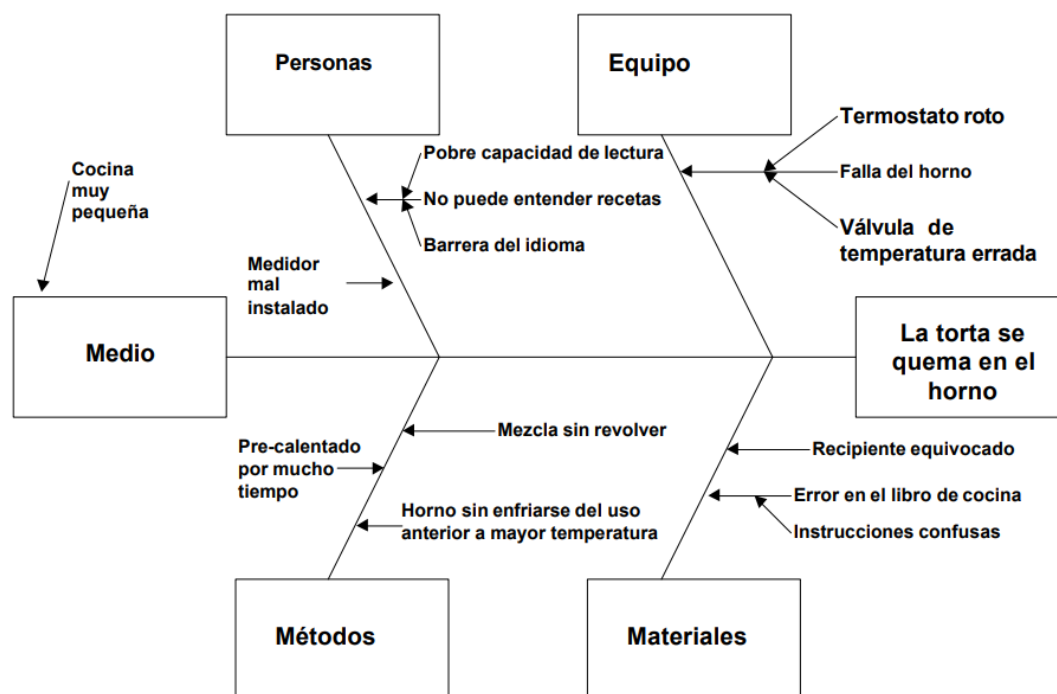 Personas
Equipo
Termostato roto
Pobre capacidad de lectura
Cocina
muy
pequeña
Falla del horno
No puede entender recetas
Válvula de
temperatura errada
Barrera del idioma
Medidor
mal
instalado
Medio
La torta se
quema en el
horno
Mezcla sin revolver
Pre-calentado
por mucho
tiempo
Recipiente equivocado
Error en el libro de cocina
Horno sin enfriarse del uso
anterior a mayor temperatura
Instrucciones confusas
Métodos
Materiales